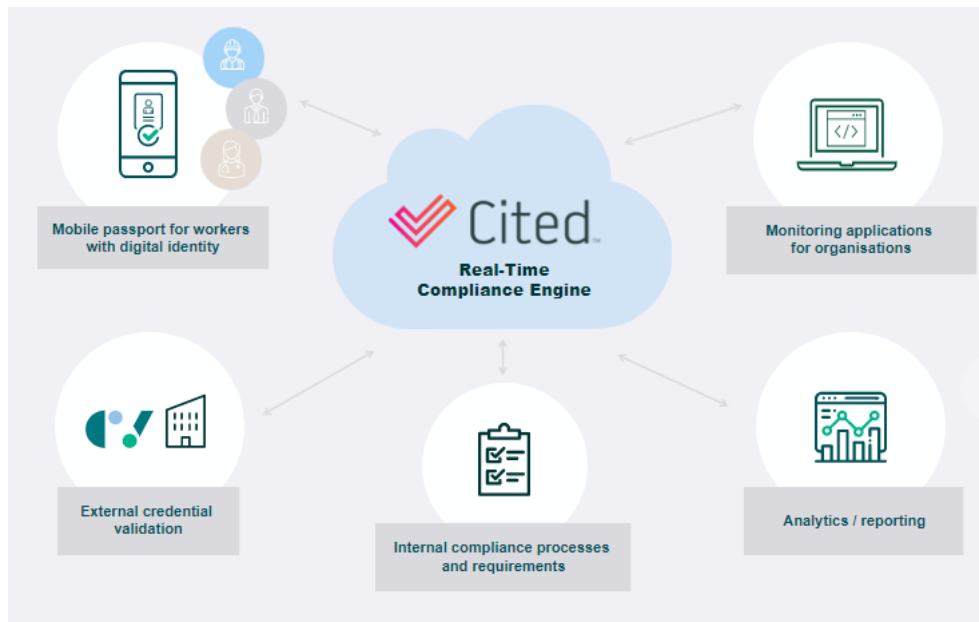 Cited™
Real-Time
Compliance Engine
Mobile passport for workers
with digital identity
Monitoring applications
for organisations
</>
External credential
validation
Internal compliance processes
and requirements
Analytics / reporting